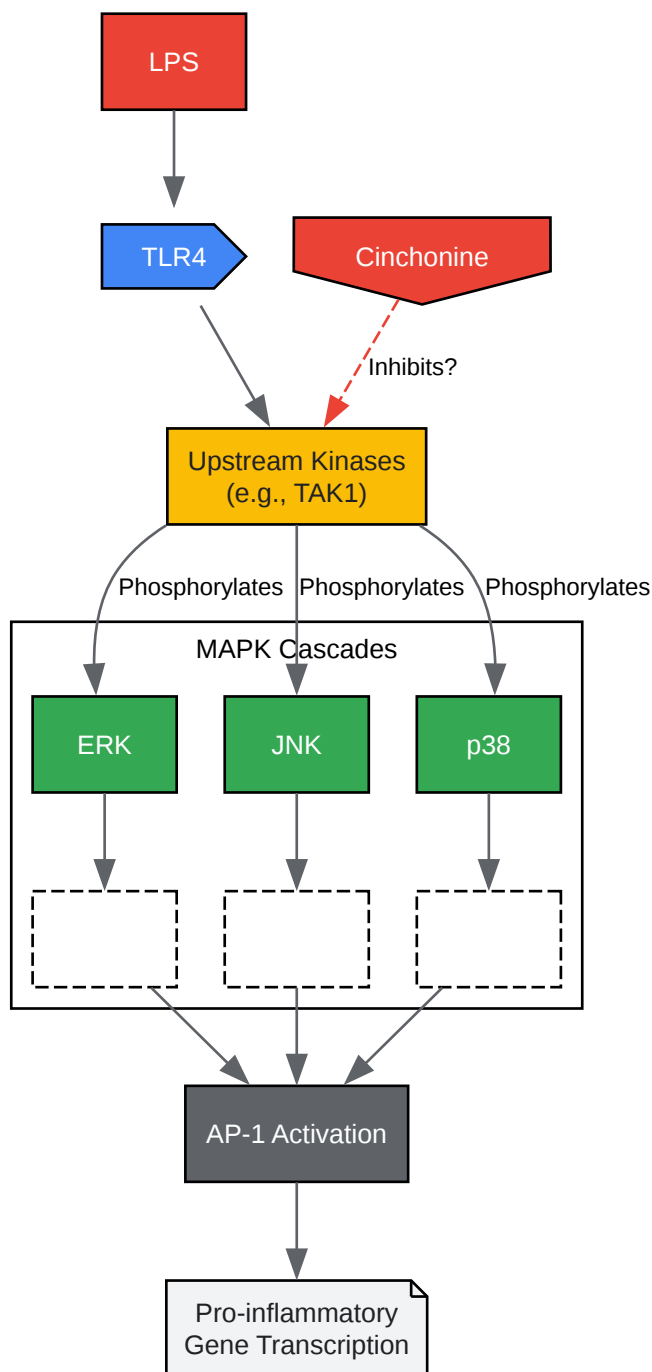 LPS
TLR4
Cinchonine
Inhibits?
Upstream Kinases
(e.g., TAK1)
Phosphorylates
Phosphorylates
Phosphorylates
MAPK Cascades
ERK
JNK
p38
AP-1 Activation
Pro-inflammatory
Gene Transcription